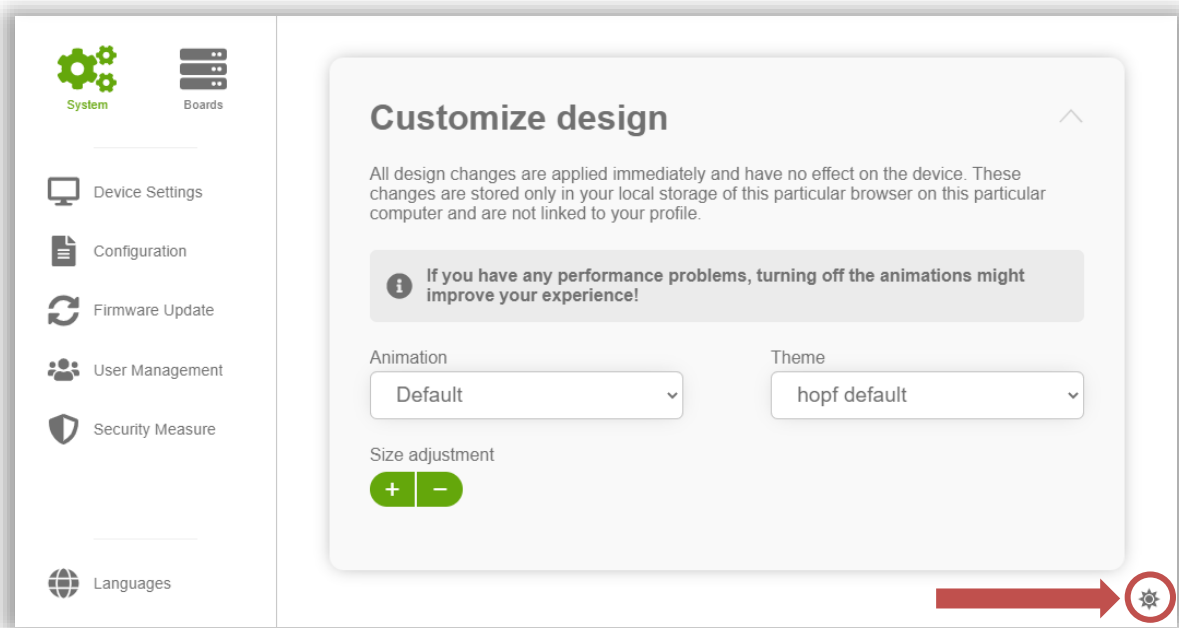 System
Boards
Device Settings
Configuration
Firmware Update
User Management
Security Measure
Languages
Customize design
All design changes are applied immediately and have no effect on the device. These
changes are stored only in your local storage of this particular browser on this particular
computer and are not linked to your profile.
If you have any performance problems, turning off the animations might
improve your experience!
Animation
Theme
Default
hopf default
Size adjustment
+ −